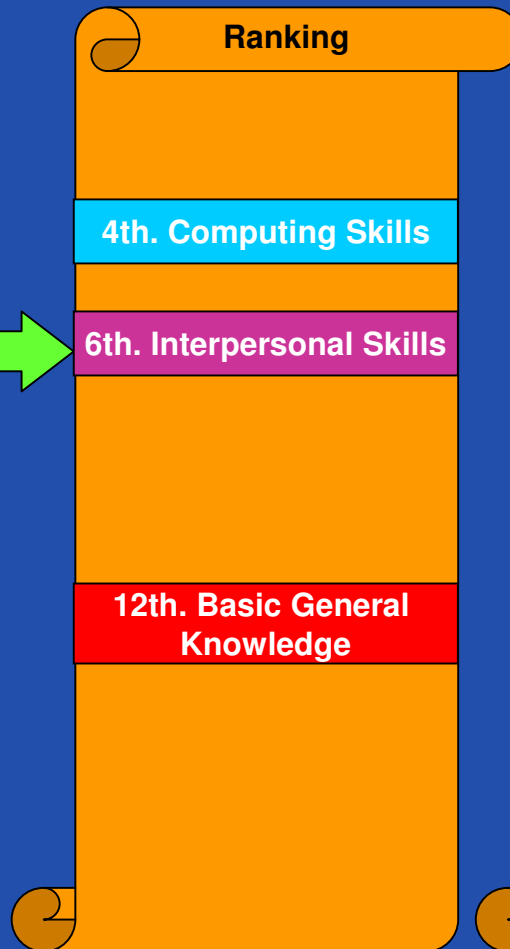 Ranking
4th. Computing Skills
6th. Interpersonal Skills
12th. Basic General
Knowledge